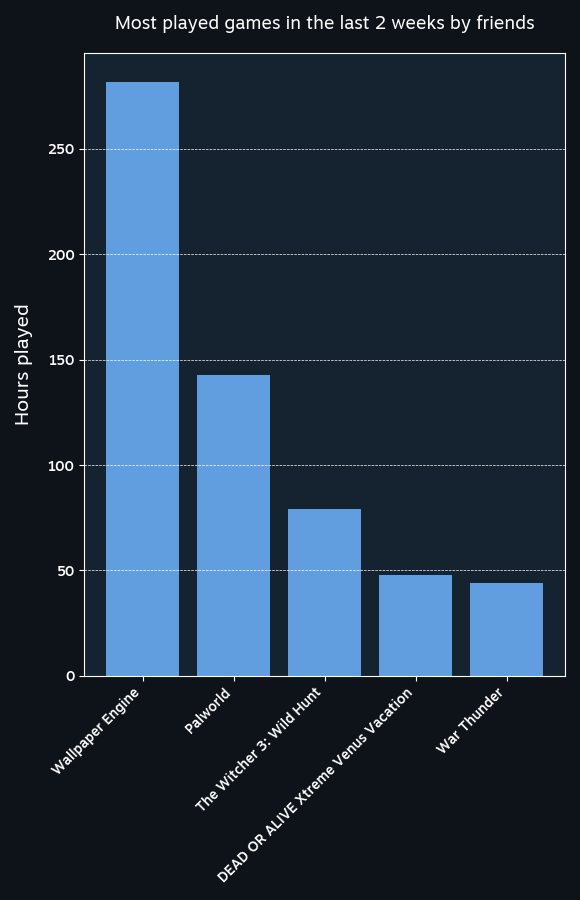 Most played games in the last 2 weeks by friends
Hours played
250
200
150
100
50
0
Wallpaper Engine
Palworld
The Witcher 3: Wild Hunt
DEAD OR ALIVE Xtreme Venus Vacation
War Thunder